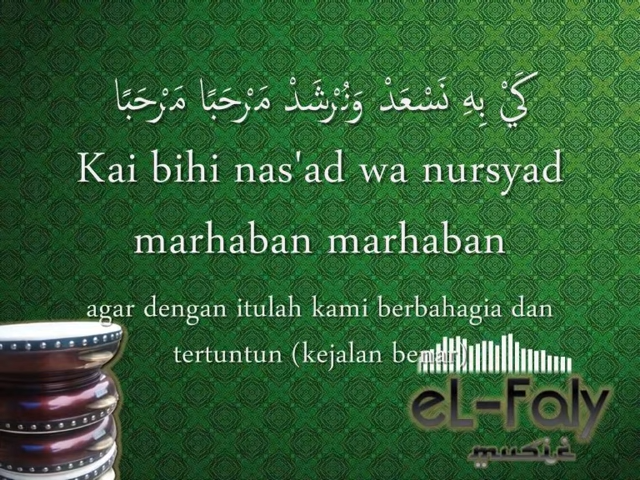 كَيْ بِهِ نَسْعَدْ وَنُرْشَدْ مَرْحَبًا مَرْحَبًا
Kai bihi nas'ad wa nursyad
marhaban marhaban
agar dengan itulah kami berbahagia dan
tertuntun (kejalan benar)
eL-Faly
music